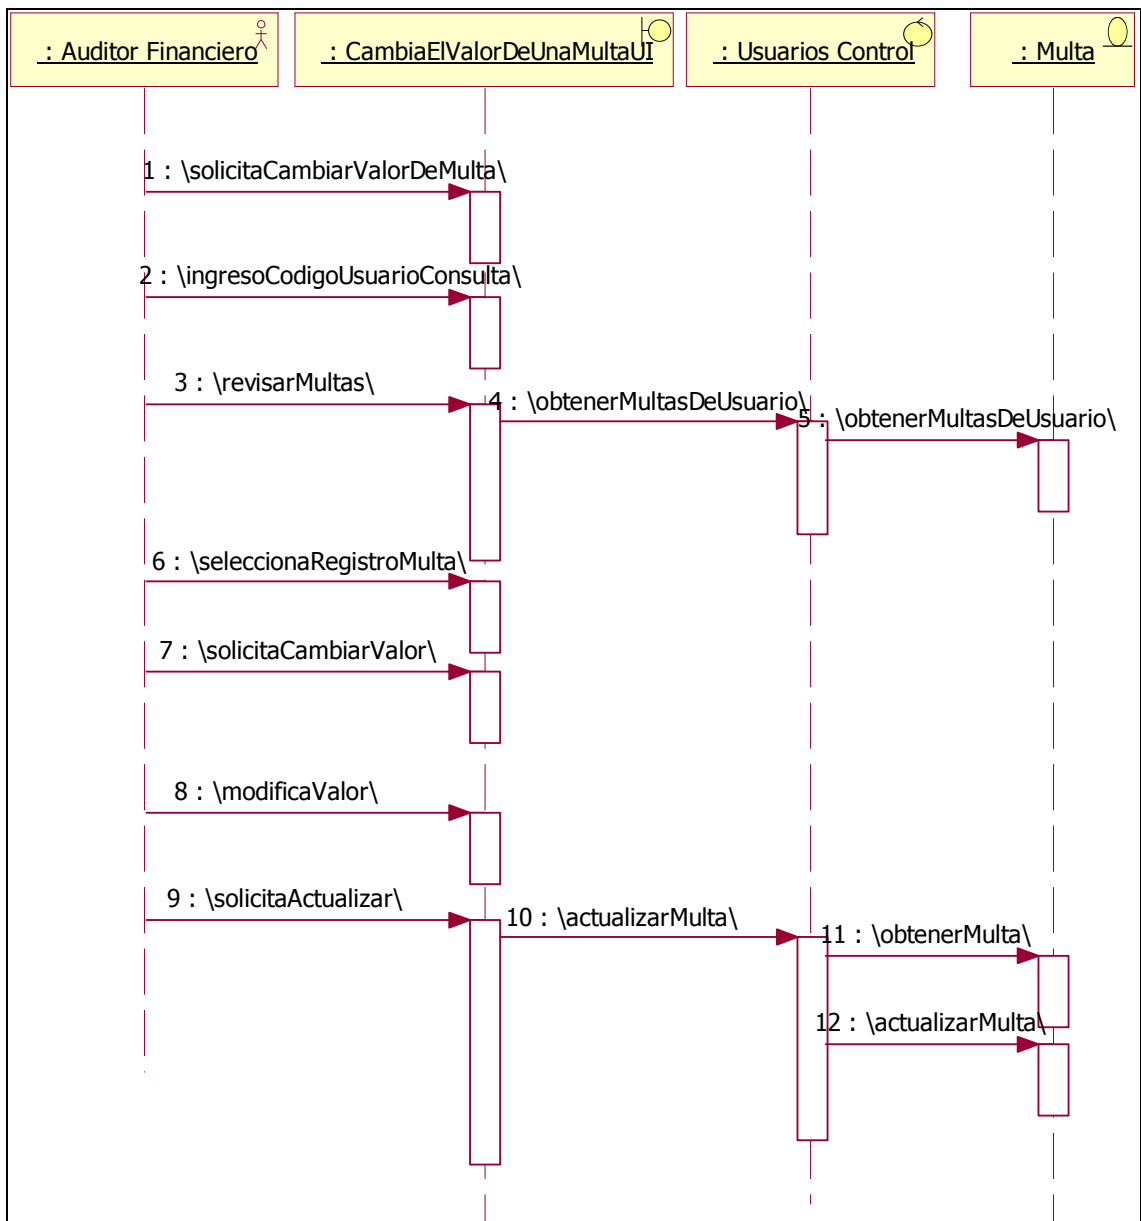 : Auditor Financiero
: CambiaElValorDeUnaMultaUI
: Usuarios Control
: Multa
1 : \solicitaCambiarValorDeMulta\
2 : \ingresoCodigoUsuarioConsulta\
3 : \revisarMultas\
4 : \obtenerMultasDeUsuario\
5 : \obtenerMultasDeUsuario\
6 : \seleccionaRegistroMulta\
7 : \solicitaCambiarValor\
8 : \modificaValor\
9 : \solicitaActualizar\
10 : \actualizarMulta\
11 : \obtenerMulta\
12 : \actualizarMulta\